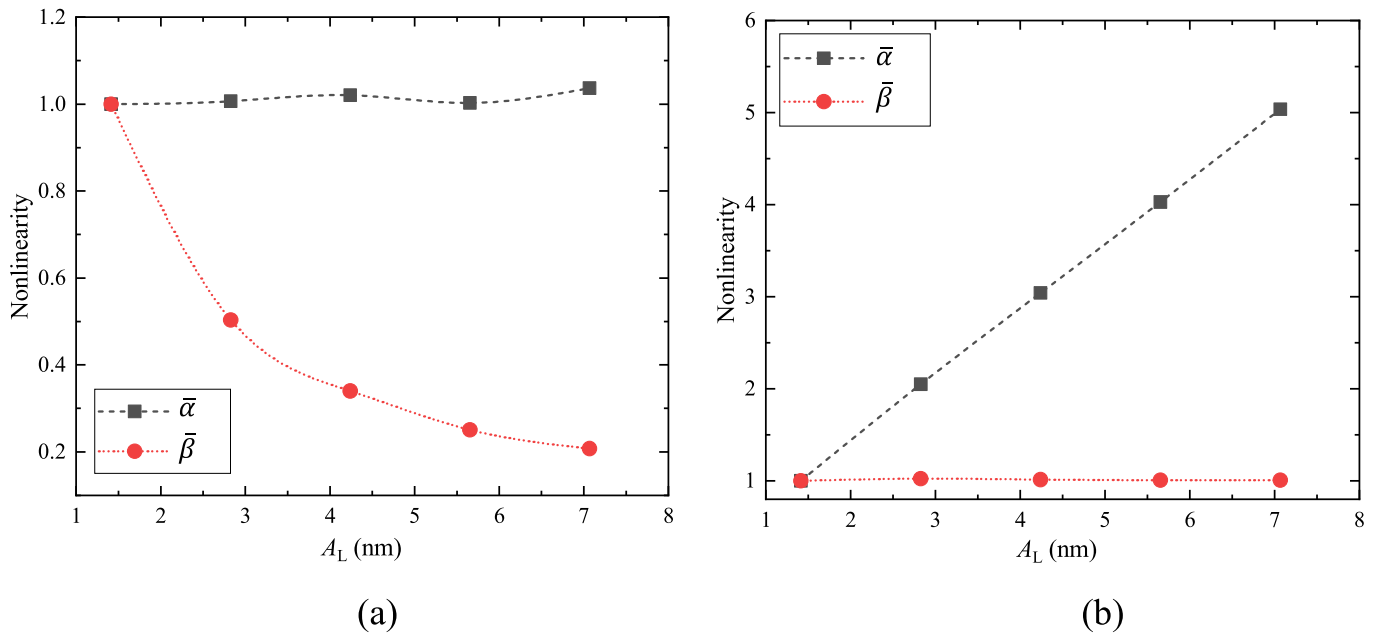 1.2
1.0
0.8
0.6
0.4
0.2
Nonlinearity
ᾱ
β̄
1 2 3 4 5 6 7 8
A_L (nm)
(a)
6
5
4
3
2
1
Nonlinearity
ᾱ
β̄
1 2 3 4 5 6 7 8
A_L (nm)
(b)